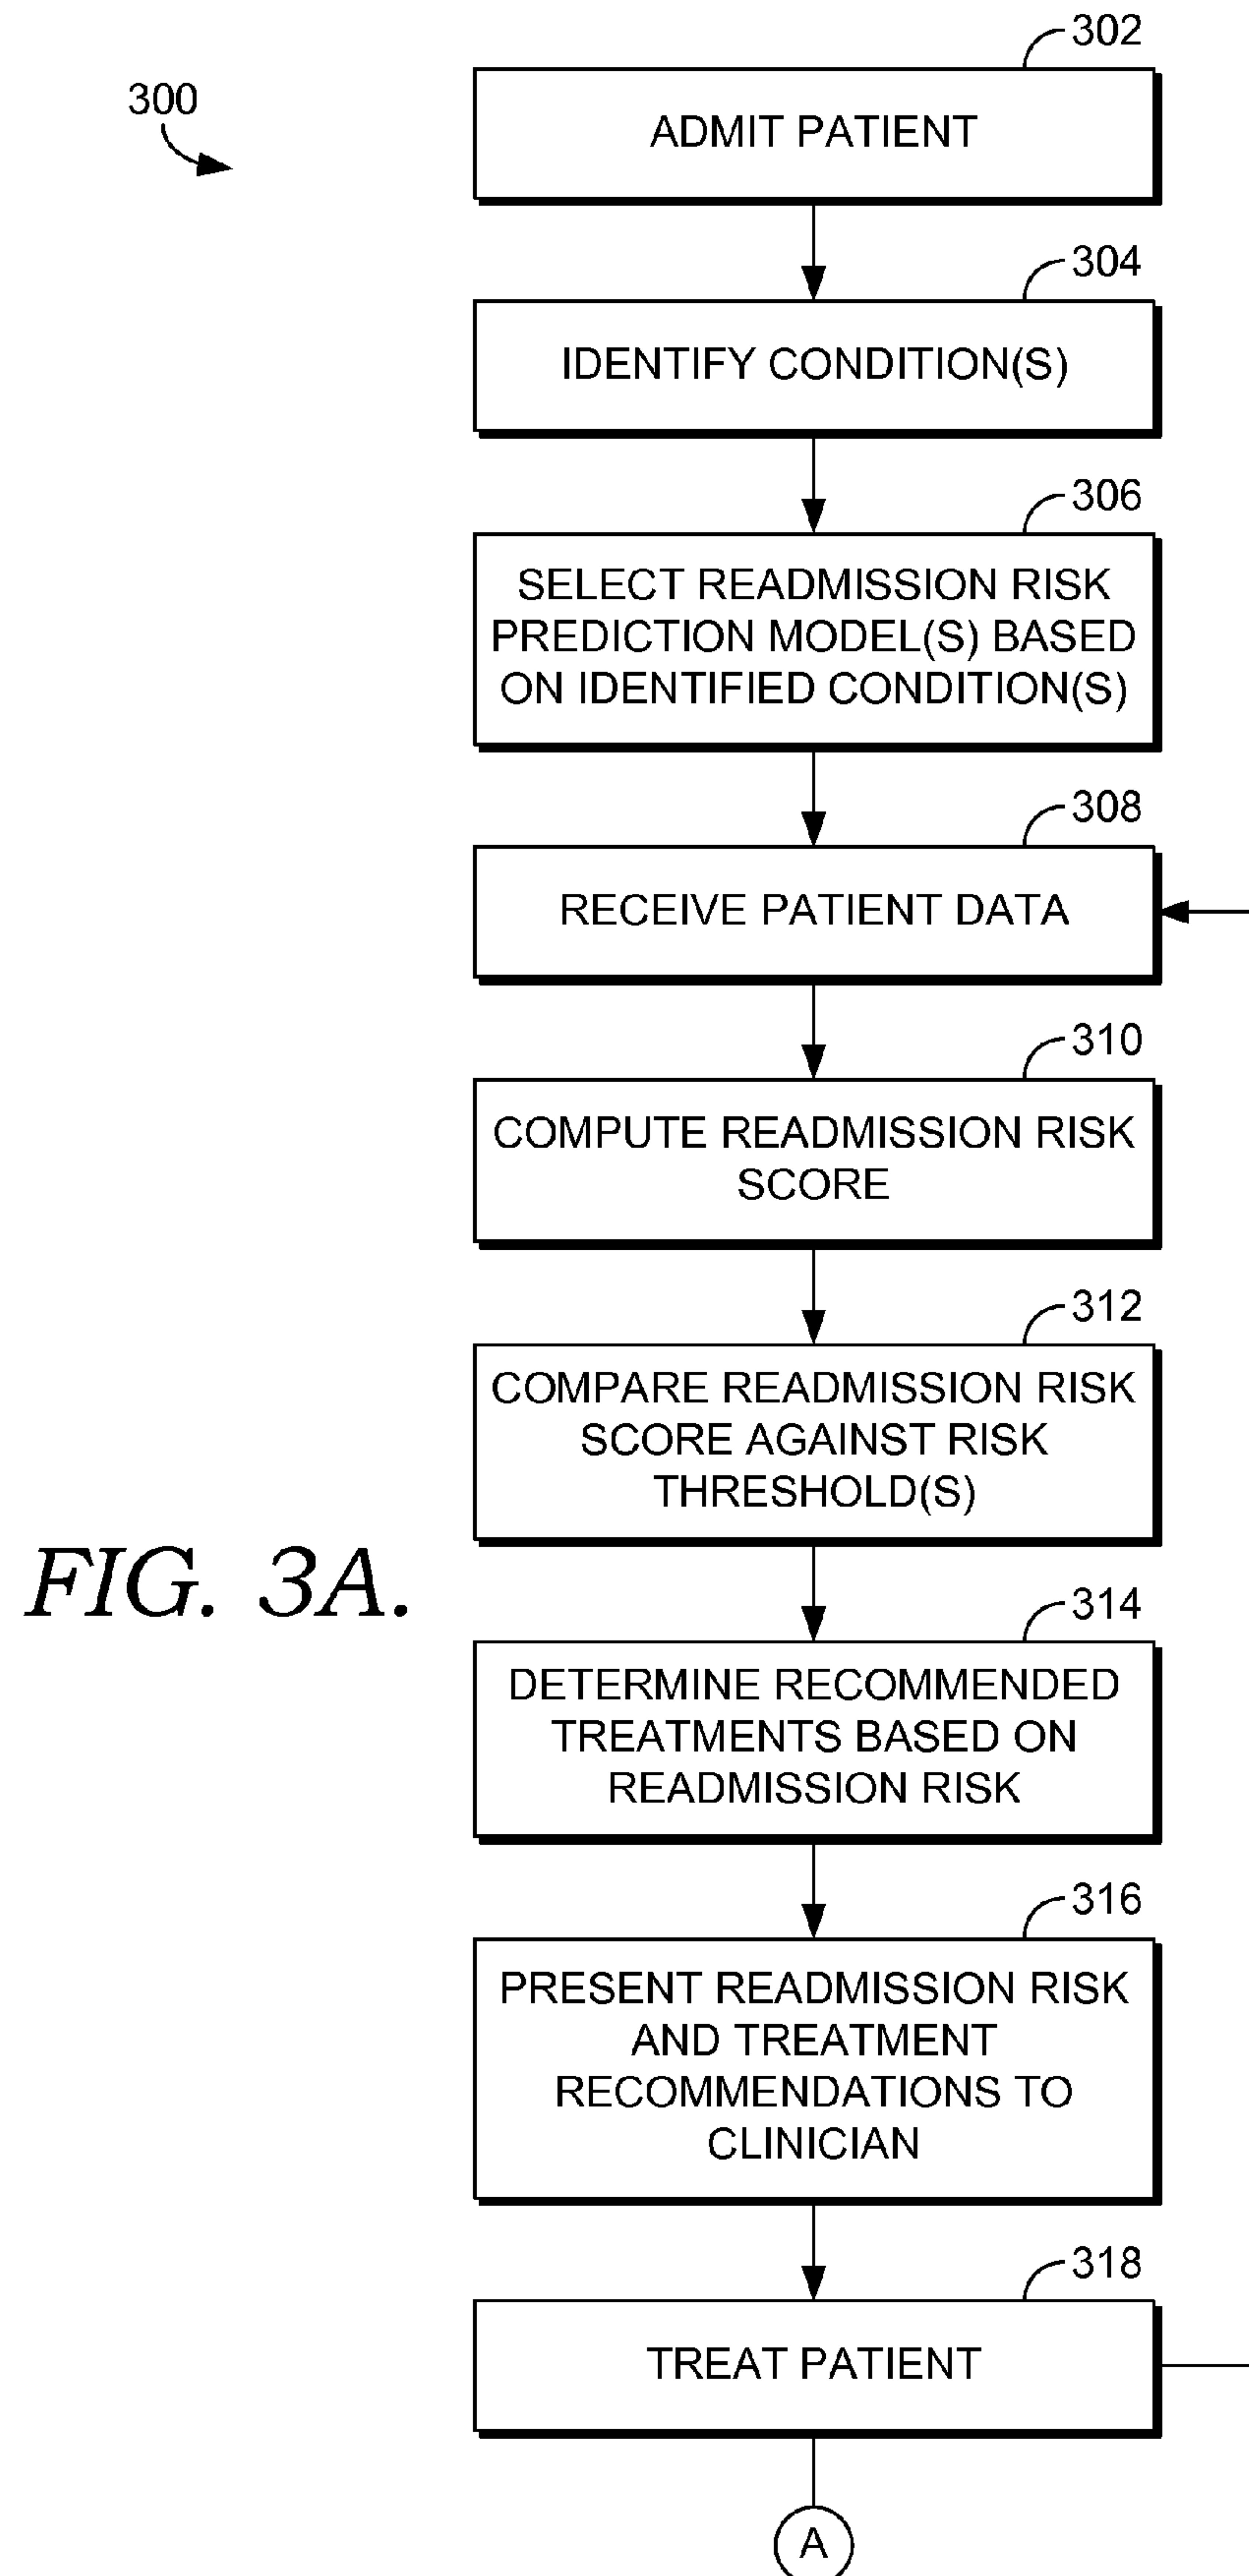 300
302
ADMIT PATIENT
304
IDENTIFY CONDITION(S)
306
SELECT READMISSION RISK
PREDICTION MODEL(S) BASED
ON IDENTIFIED CONDITION(S)
308
RECEIVE PATIENT DATA
310
COMPUTE READMISSION RISK
SCORE
312
COMPARE READMISSION RISK
SCORE AGAINST RISK
THRESHOLD(S)
FIG. 3A.
314
DETERMINE RECOMMENDED
TREATMENTS BASED ON
READMISSION RISK
316
PRESENT READMISSION RISK
AND TREATMENT
RECOMMENDATIONS TO
CLINICIAN
318
TREAT PATIENT
A